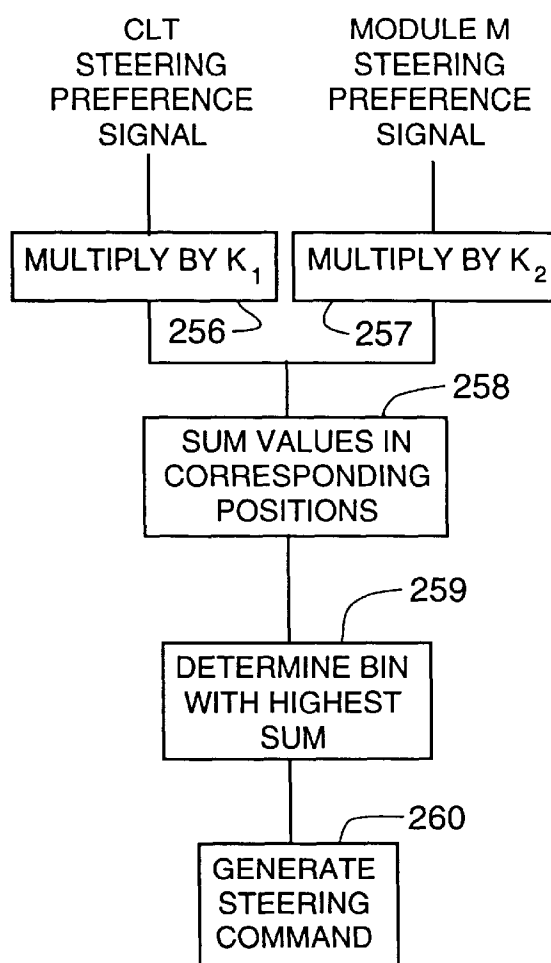 CLT
STEERING
PREFERENCE
SIGNAL
MODULE M
STEERING
PREFERENCE
SIGNAL
MULTIPLY BY K₁
MULTIPLY BY K₂
256
257
258
SUM VALUES IN
CORRESPONDING
POSITIONS
259
DETERMINE BIN
WITH HIGHEST
SUM
260
GENERATE
STEERING
COMMAND